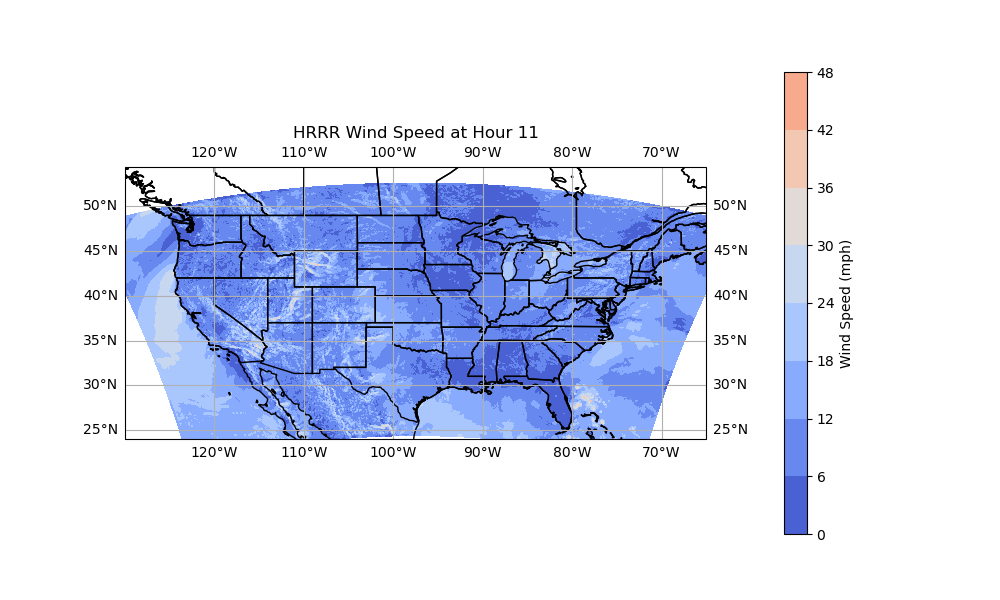 HRRR Wind Speed at Hour 11
120°W 110°W 100°W 90°W 80°W 70°W
50°N 50°N
45°N 45°N
40°N 40°N
35°N 35°N
30°N 30°N
25°N 25°N
120°W 110°W 100°W 90°W 80°W 70°W
48
42
36
30
24
18
12
6
0
Wind Speed (mph)